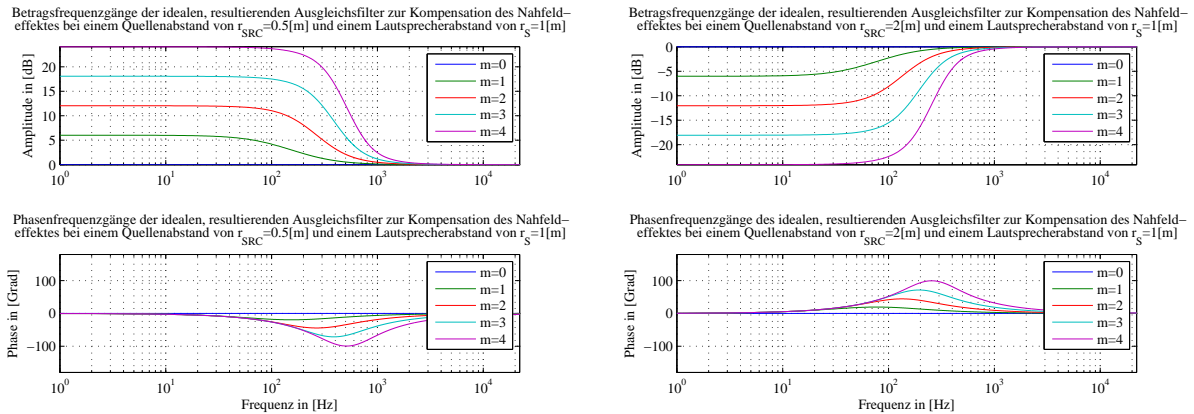 Betragsfrequenzgänge der idealen, resultierenden Ausgleichsfilter zur Kompensation des Nahfeld–
effektes bei einem Quellenabstand von rSRC=0.5[m] und einem Lautsprecherabstand von rS=1[m]
Amplitude in [dB]
20
15
10
5
0
m=0
m=1
m=2
m=3
m=4
10^0
10^1
10^2
10^3
10^4
Betragsfrequenzgänge der idealen, resultierenden Ausgleichsfilter zur Kompensation des Nahfeld–
effektes bei einem Quellenabstand von rSRC=2[m] und einem Lautsprecherabstand von rS=1[m]
Amplitude in [dB]
0
−5
−10
−15
−20
m=0
m=1
m=2
m=3
m=4
10^0
10^1
10^2
10^3
10^4
Phasenfrequenzgänge der idealen, resultierenden Ausgleichsfilter zur Kompensation des Nahfeld–
effektes bei einem Quellenabstand von rSRC=0.5[m] und einem Lautsprecherabstand von rS=1[m]
Phase in [Grad]
100
0
−100
m=0
m=1
m=2
m=3
m=4
10^0
10^1
10^2
10^3
10^4
Frequenz in [Hz]
Phasenfrequenzgänge des idealen, resultierenden Ausgleichsfilter zur Kompensation des Nahfeld–
effektes bei einem Quellenabstand von rSRC=2[m] und einem Lautsprecherabstand von rS=1[m]
Phase in [Grad]
100
0
−100
m=0
m=1
m=2
m=3
m=4
10^0
10^1
10^2
10^3
10^4
Frequenz in [Hz]